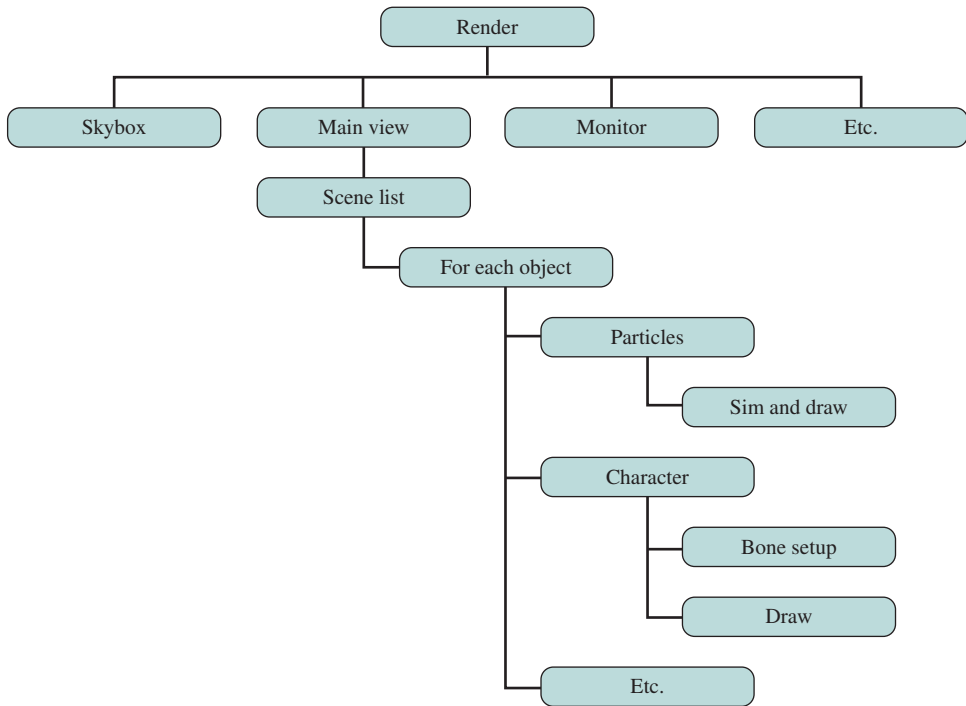 Render
Skybox
Main view
Monitor
Etc.
Scene list
For each object
Particles
Sim and draw
Character
Bone setup
Draw
Etc.